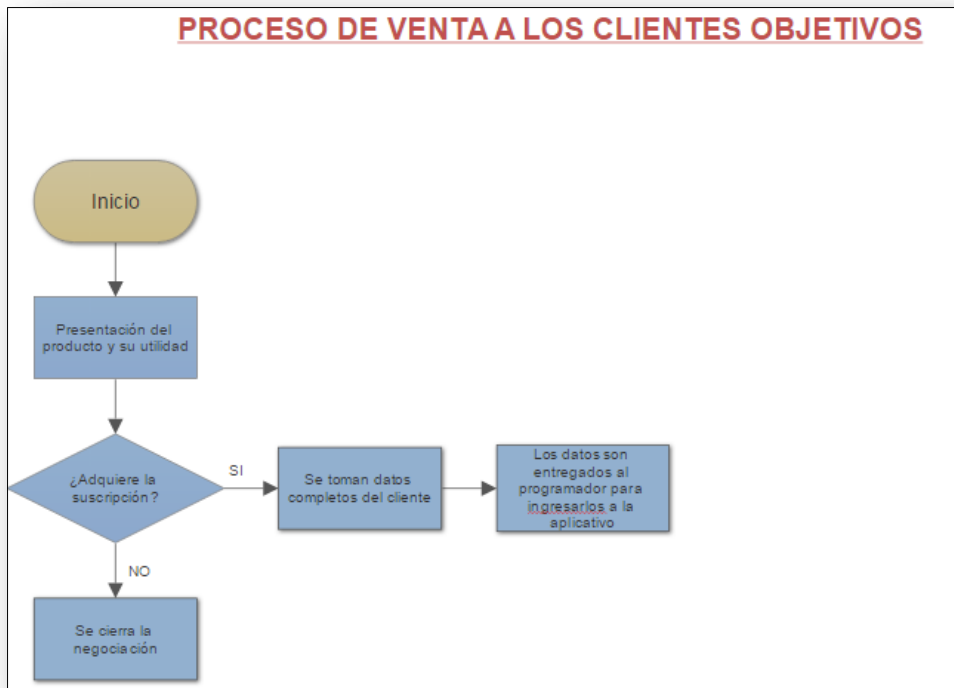 PROCESO DE VENTA A LOS CLIENTES OBJETIVOS
Inicio
Presentación del
producto y su utilidad
¿Adquiere la
suscripción?
SI
Se toman datos
completos del cliente
Los datos son
entregados al
programador para
ingresarlos a la
aplicativo
NO
Se cierra la
negociación